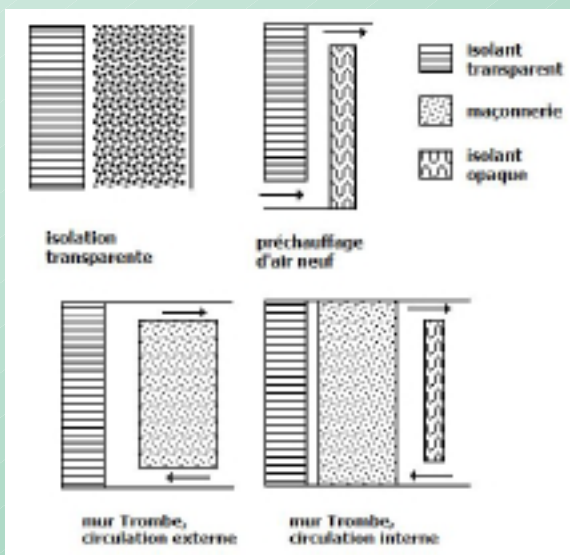 isolant
transparent
maçonnerie
isolant
opaque
isolation
transparente
préchauffage
d'air neuf
mur Trombe,
circulation externe
mur Trombe,
circulation interne